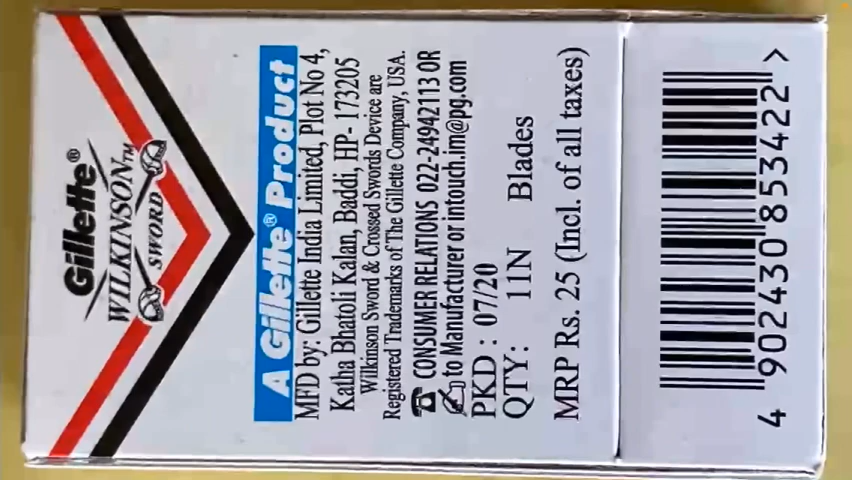 Gillette®
WILKINSON™
SWORD
A Gillette® Product
MFD by: Gillette India Limited, Plot No 4,
Katha Bhatoli Kalan, Baddi, HP- 173205
Wilkinson Sword & Crossed Swords Device are
Registered Trademarks of The Gillette Company, USA.
☎ CONSUMER RELATIONS 022-24942113 OR
✍ to Manufacturer or intouch.im@pg.com
PKD : 07/20
QTY: 11N Blades
MRP Rs. 25 (Incl. of all taxes)
4 902430 853422 >